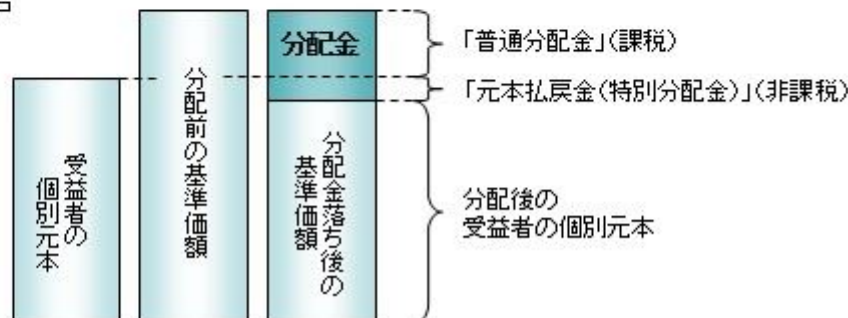 受益者の
個別元本
分配前の基準価額
分配金
分配金落ち後の
基準価額
「普通分配金」(課税)
「元本払戻金(特別分配金)」(非課税)
分配後の
受益者の個別元本